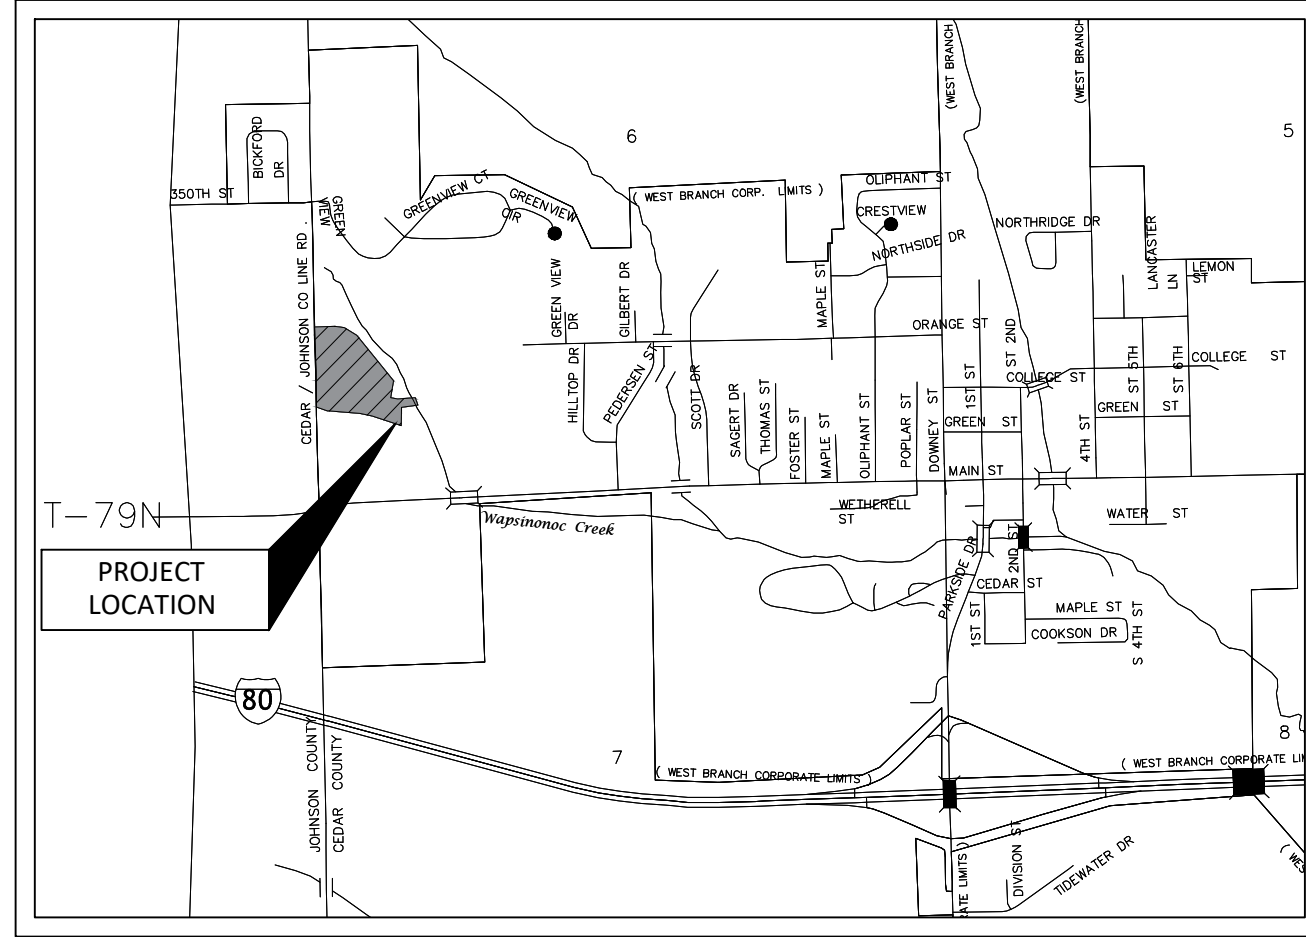 (WEST BRANCH
(WEST BRANCH
6
5
BICKFORD
DR
350TH ST
GREEN
VIEW
GREENVIEW CT
GREENVIEW
CIR
( WEST BRANCH CORP. LIMITS )
OLIPHANT ST
CRESTVIEW
NORTHSIDE DR
NORTHRIDGE DR
LANCASTER
LN
LEMON
ST
CEDAR / JOHNSON CO LINE RD .
GREEN VIEW
DR
GILBERT DR
MAPLE ST
ORANGE ST
2ND
ST
COLLEGE ST
COLLEGE ST
HILLTOP DR
PEDERSEN ST
SCOTT DR
SAGERT DR
THOMAS ST
FOSTER ST
MAPLE ST
OLIPHANT ST
POPLAR ST
DOWNEY ST
1ST ST
GREEN ST
4TH ST
5TH
ST
6TH
ST
GREEN ST
MAIN ST
T-79N
Wapsinonoc Creek
WETHERELL
ST
WATER ST
PROJECT
LOCATION
PARKSIDE DR
2ND ST
CEDAR ST
1ST ST
MAPLE ST
COOKSON DR
S 4TH ST
80
JOHNSON COUNTY
CEDAR COUNTY
7
( WEST BRANCH CORPORATE LIMITS )
8
( WEST BRANCH CORPORATE LIM
DIVISION ST
TIDEWATER DR
ATE LIMITS )
( WES